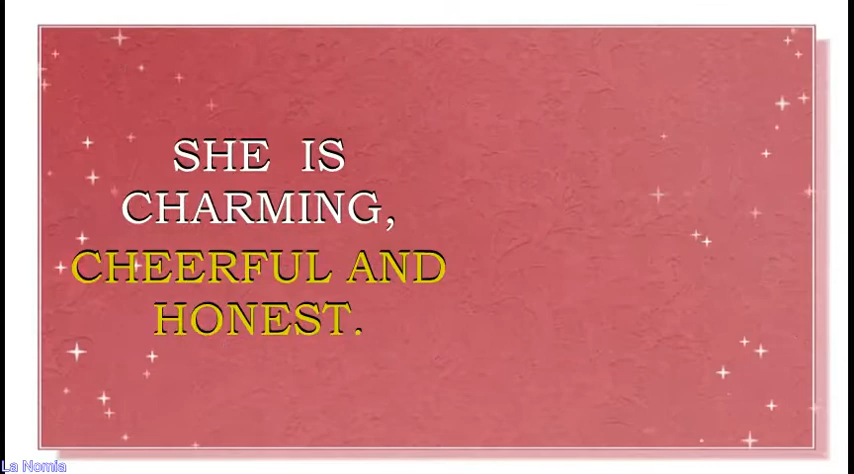 SHE IS
CHARMING,
CHEERFUL AND
HONEST.
La Nomia